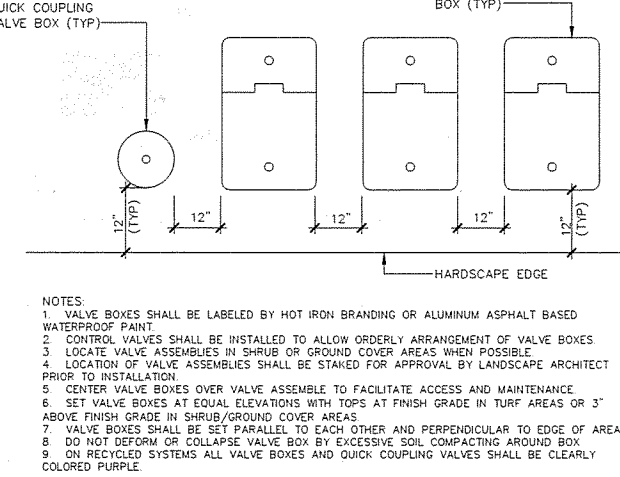 UICK COUPLING
ALVE BOX (TYP)
BOX (TYP)
12"
(TYP)
12"
12"
12"
12"
(TYP)
HARDSCAPE EDGE
NOTES:
1. VALVE BOXES SHALL BE LABELED BY HOT IRON BRANDING OR ALUMINUM ASPHALT BASED
WATERPROOF PAINT.
2. CONTROL VALVES SHALL BE INSTALLED TO ALLOW ORDERLY ARRANGEMENT OF VALVE BOXES.
3. LOCATE VALVE ASSEMBLIES IN SHRUB OR GROUND COVER AREAS WHEN POSSIBLE.
4. LOCATION OF VALVE ASSEMBLIES SHALL BE STAKED FOR APPROVAL BY LANDSCAPE ARCHITECT
PRIOR TO INSTALLATION.
5. CENTER VALVE BOXES OVER VALVE ASSEMBLE TO FACILITATE ACCESS AND MAINTENANCE.
6. SET VALVE BOXES AT EQUAL ELEVATIONS WITH TOPS AT FINISH GRADE IN TURF AREAS OR 3"
ABOVE FINISH GRADE IN SHRUB/GROUND COVER AREAS.
7. VALVE BOXES SHALL BE SET PARALLEL TO EACH OTHER AND PERPENDICULAR TO EDGE OF AREA
8. DO NOT DEFORM OR COLLAPSE VALVE BOX BY EXCESSIVE SOIL COMPACTING AROUND BOX
9. ON RECYCLED SYSTEMS ALL VALVE BOXES AND QUICK COUPLING VALVES SHALL BE CLEARLY
COLORED PURPLE.